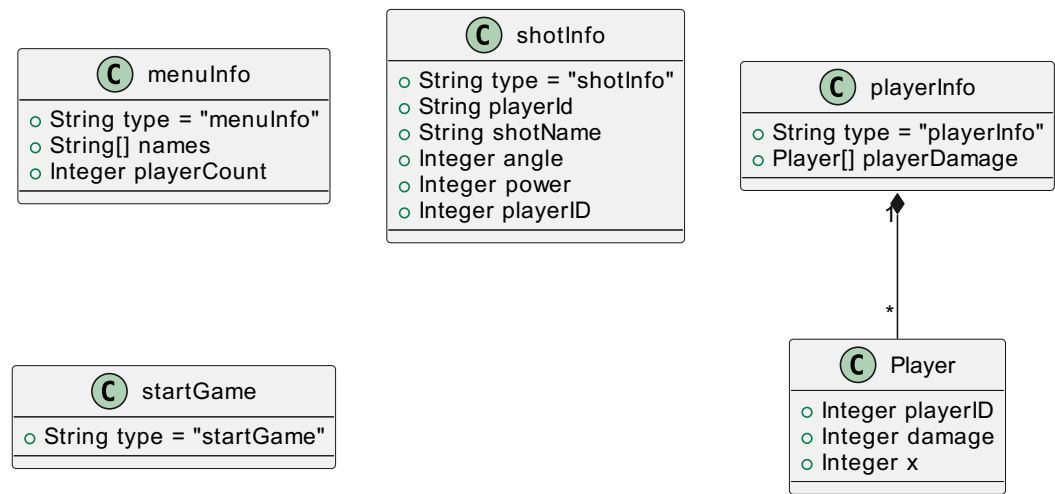 C menuInfo
String type = "menuInfo"
String[] names
Integer playerCount
C shotInfo
String type = "shotInfo"
String playerId
String shotName
Integer angle
Integer power
Integer playerID
C playerInfo
String type = "playerInfo"
Player[] playerDamage
1
*
C startGame
String type = "startGame"
C Player
Integer playerID
Integer damage
Integer x